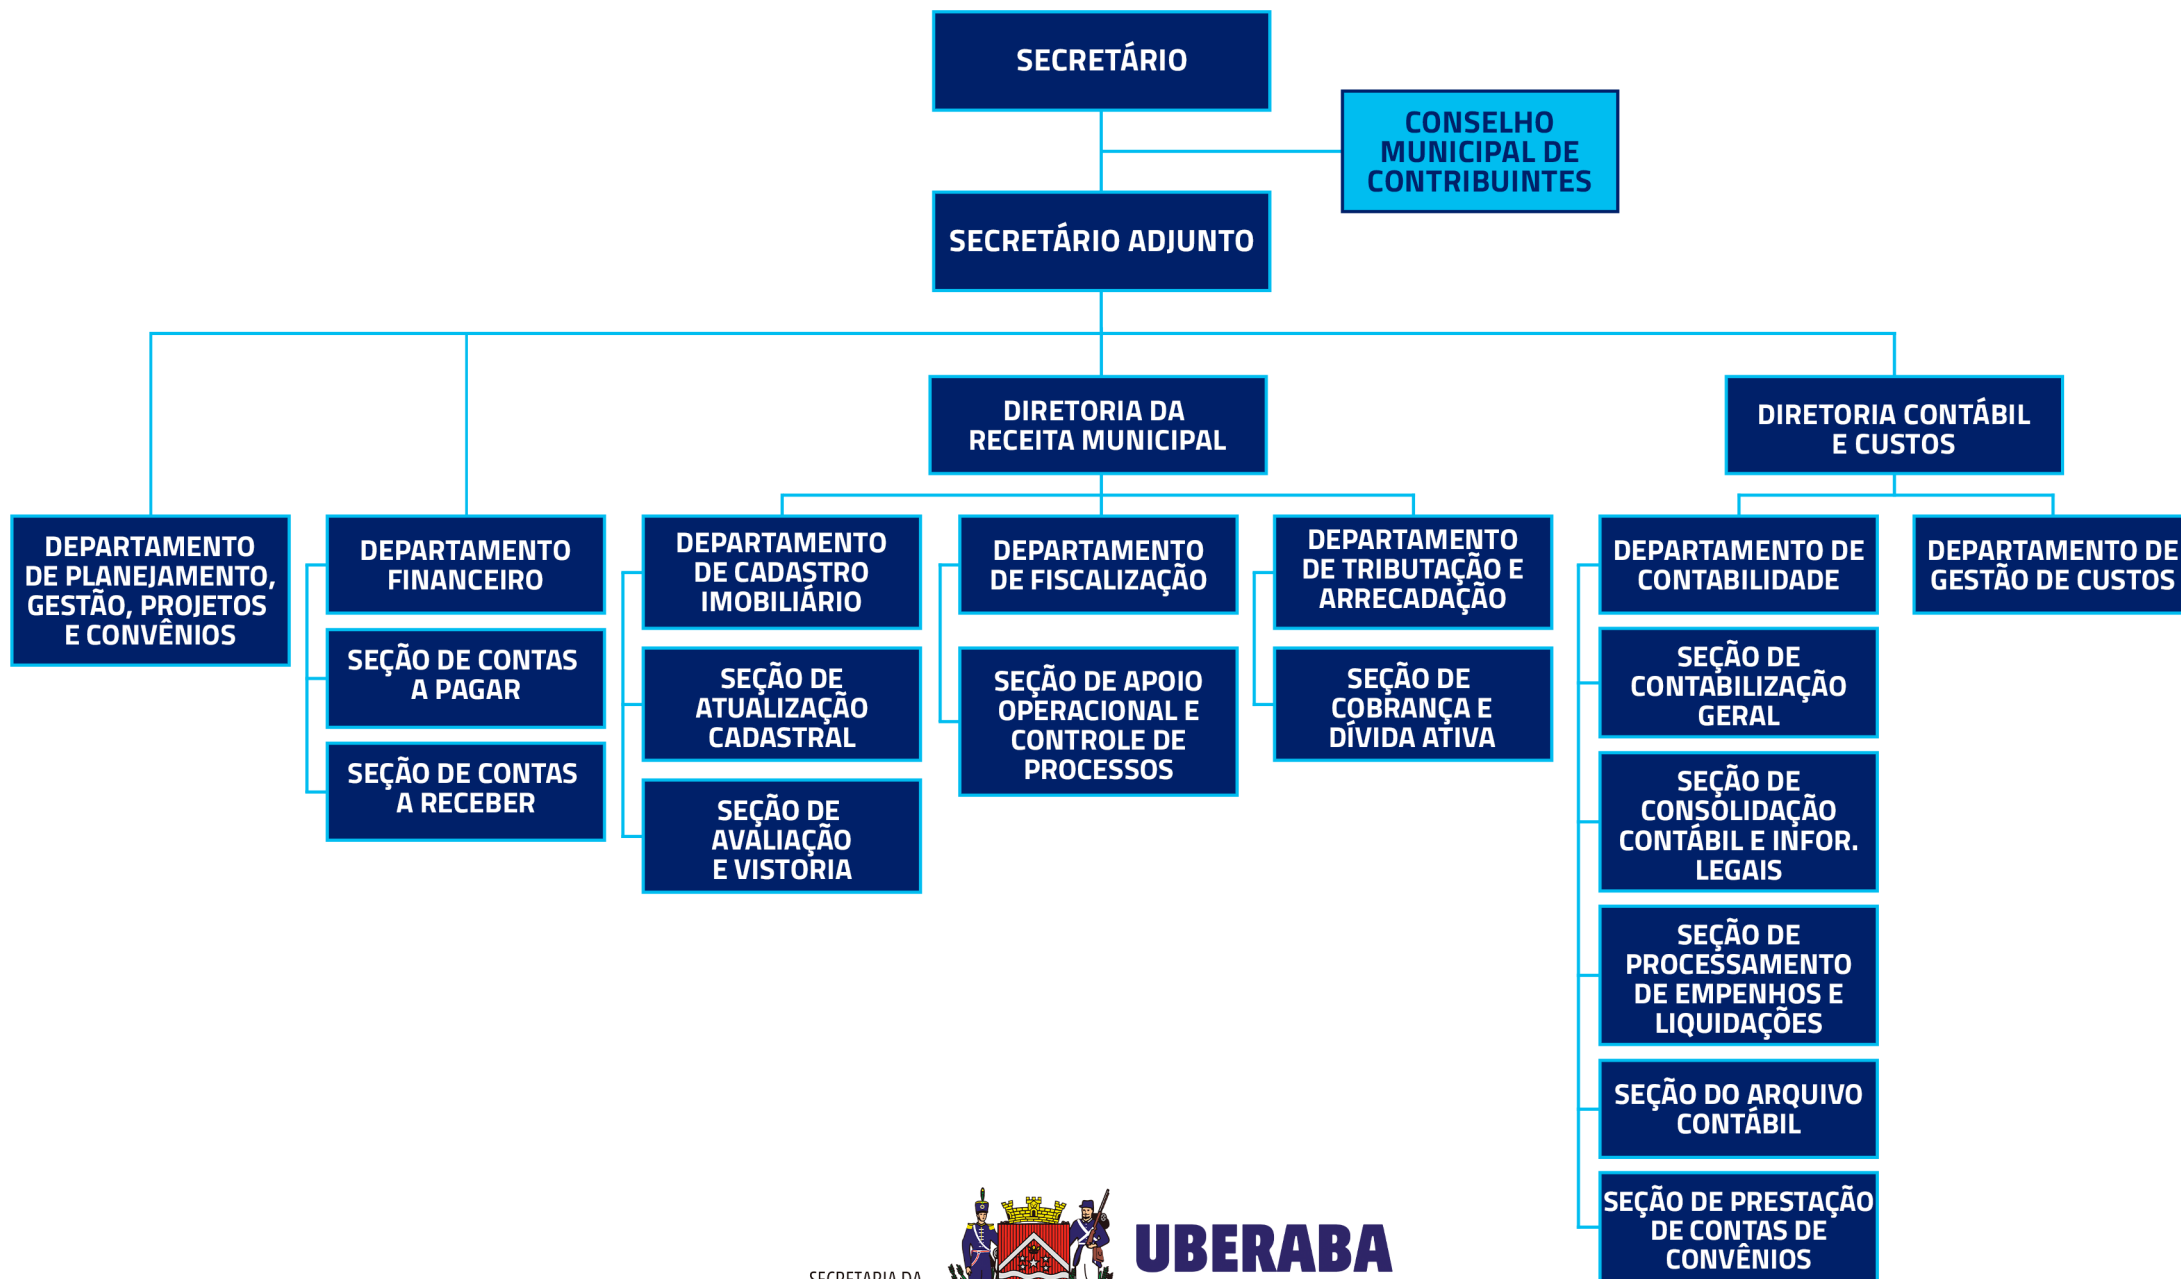 SECRETÁRIO
CONSELHO
MUNICIPAL DE
CONTRIBUINTES
SECRETÁRIO ADJUNTO
DIRETORIA DA
RECEITA MUNICIPAL
DIRETORIA CONTÁBIL
E CUSTOS
DEPARTAMENTO
DE PLANEJAMENTO,
GESTÃO, PROJETOS
E CONVÊNIOS
DEPARTAMENTO
FINANCEIRO
SEÇÃO DE CONTAS
A PAGAR
SEÇÃO DE CONTAS
A RECEBER
DEPARTAMENTO
DE CADASTRO
IMOBILIÁRIO
SEÇÃO DE
ATUALIZAÇÃO
CADASTRAL
SEÇÃO DE
AVALIAÇÃO
E VISTORIA
DEPARTAMENTO
DE FISCALIZAÇÃO
SEÇÃO DE APOIO
OPERACIONAL E
CONTROLE DE
PROCESSOS
DEPARTAMENTO
DE TRIBUTAÇÃO E
ARRECADAÇÃO
SEÇÃO DE
COBRANÇA E
DÍVIDA ATIVA
DEPARTAMENTO DE
CONTABILIDADE
SEÇÃO DE
CONTABILIZAÇÃO
GERAL
SEÇÃO DE
CONSOLIDAÇÃO
CONTÁBIL E INFOR.
LEGAIS
SEÇÃO DE
PROCESSAMENTO
DE EMPENHOS E
LIQUIDAÇÕES
SEÇÃO DO ARQUIVO
CONTÁBIL
SEÇÃO DE PRESTAÇÃO
DE CONTAS DE
CONVÊNIOS
DEPARTAMENTO DE
GESTÃO DE CUSTOS
SECRETARIA DA
UBERABA